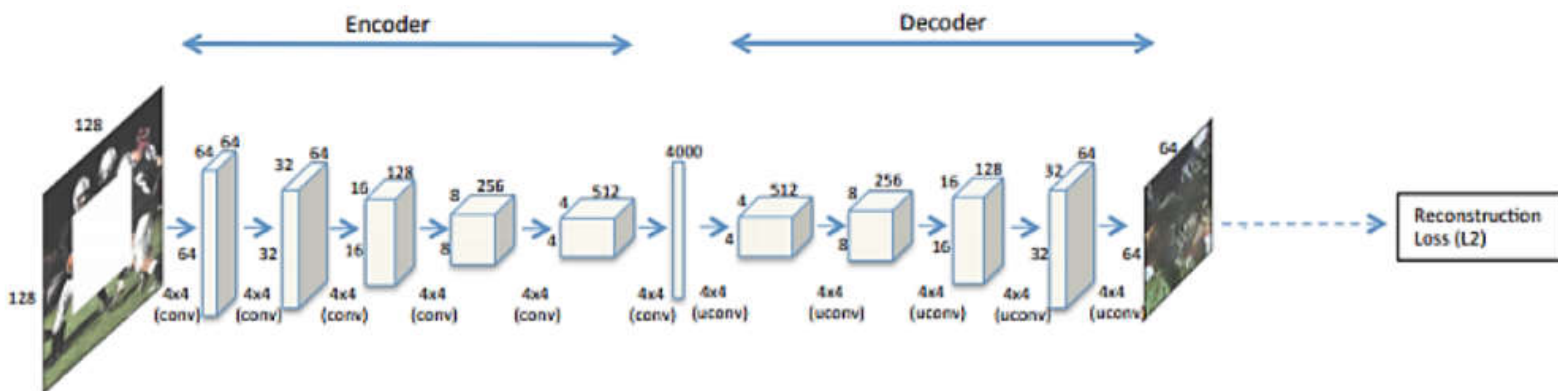 Encoder
Decoder
128
128
64 64
64
32 64
32
16 128
16
8 256
8
4 512
4
4000
4 512
4
8 256
8
16 128
16
32 64
32
64
64
4x4 (conv)
4x4 (conv)
4x4 (conv)
4x4 (conv)
4x4 (conv)
4x4 (conv)
4x4 (uconv)
4x4 (uconv)
4x4 (uconv)
4x4 (uconv)
4x4 (uconv)
Reconstruction
Loss (L2)